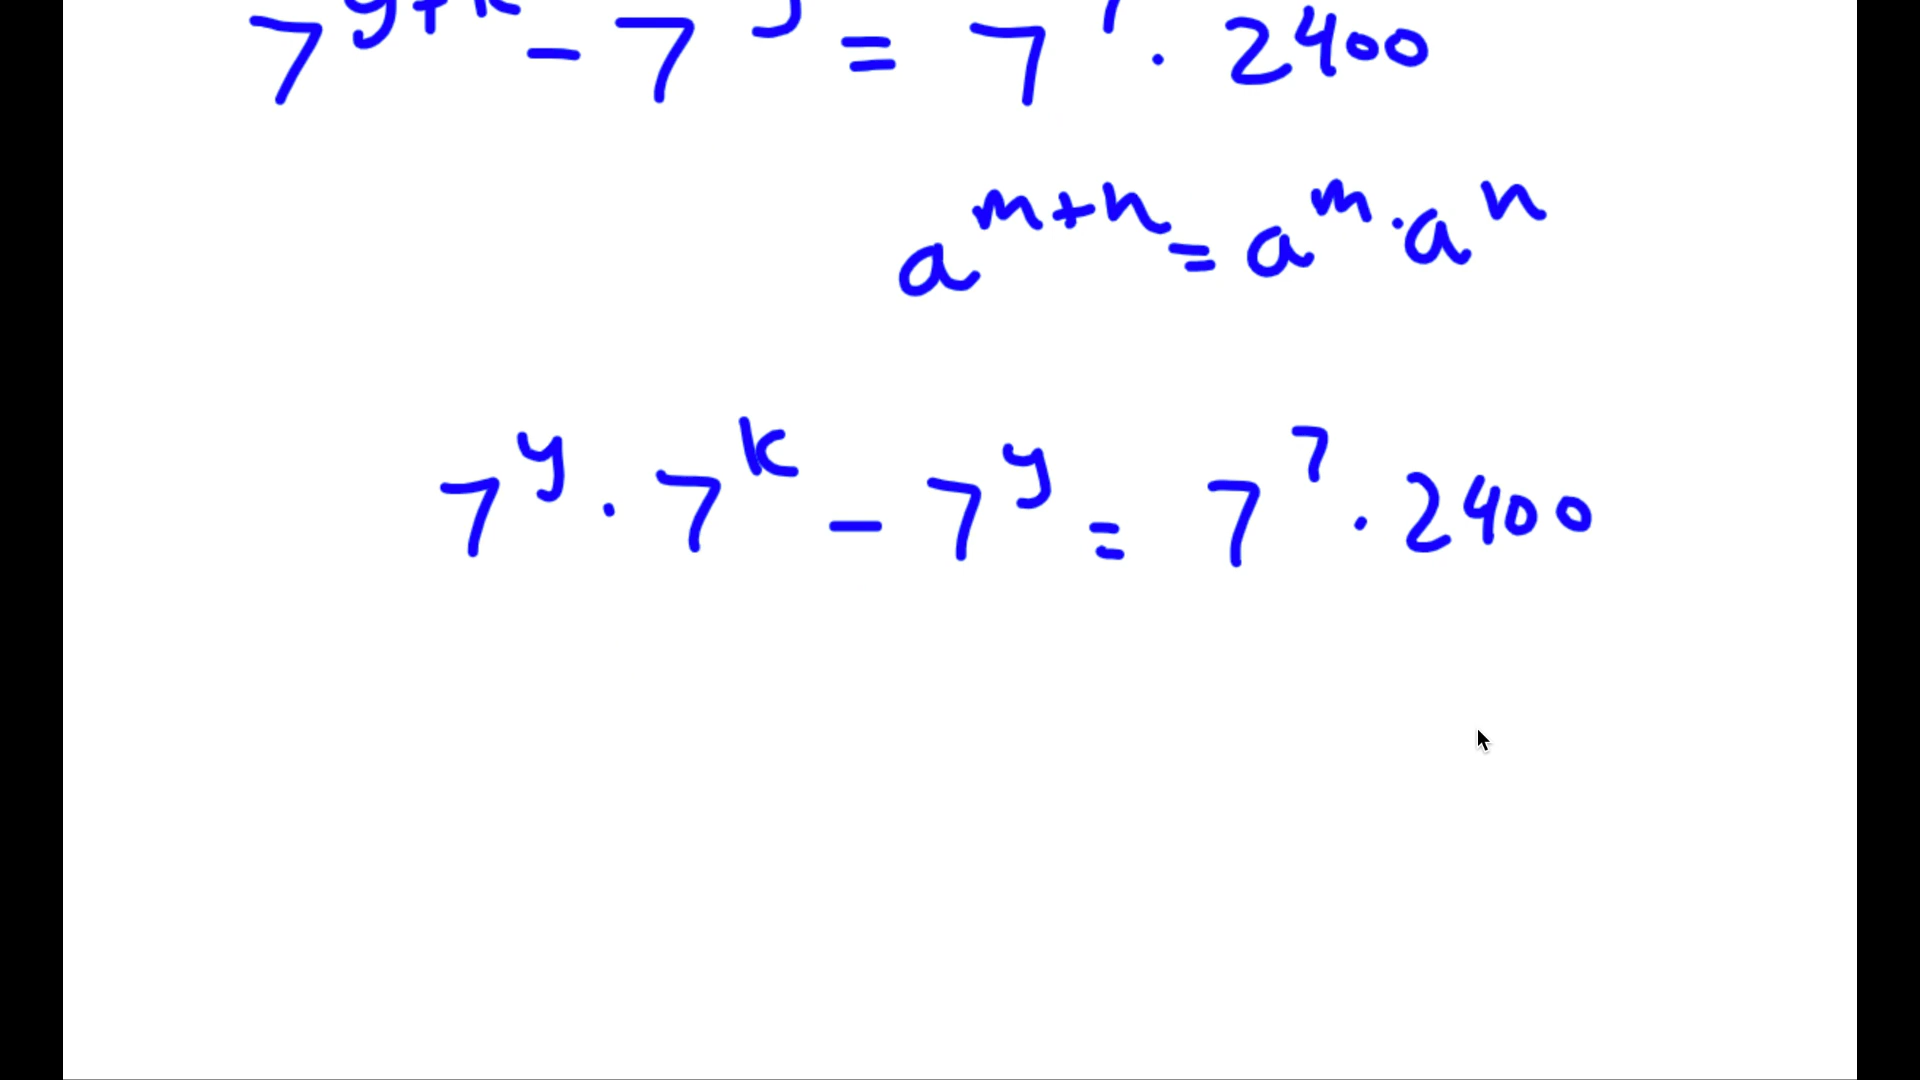 7^{y+k} - 7^y = 7^7 · 2400
a^{m+n} = a^m · a^n
7^y · 7^k - 7^y = 7^7 · 2400